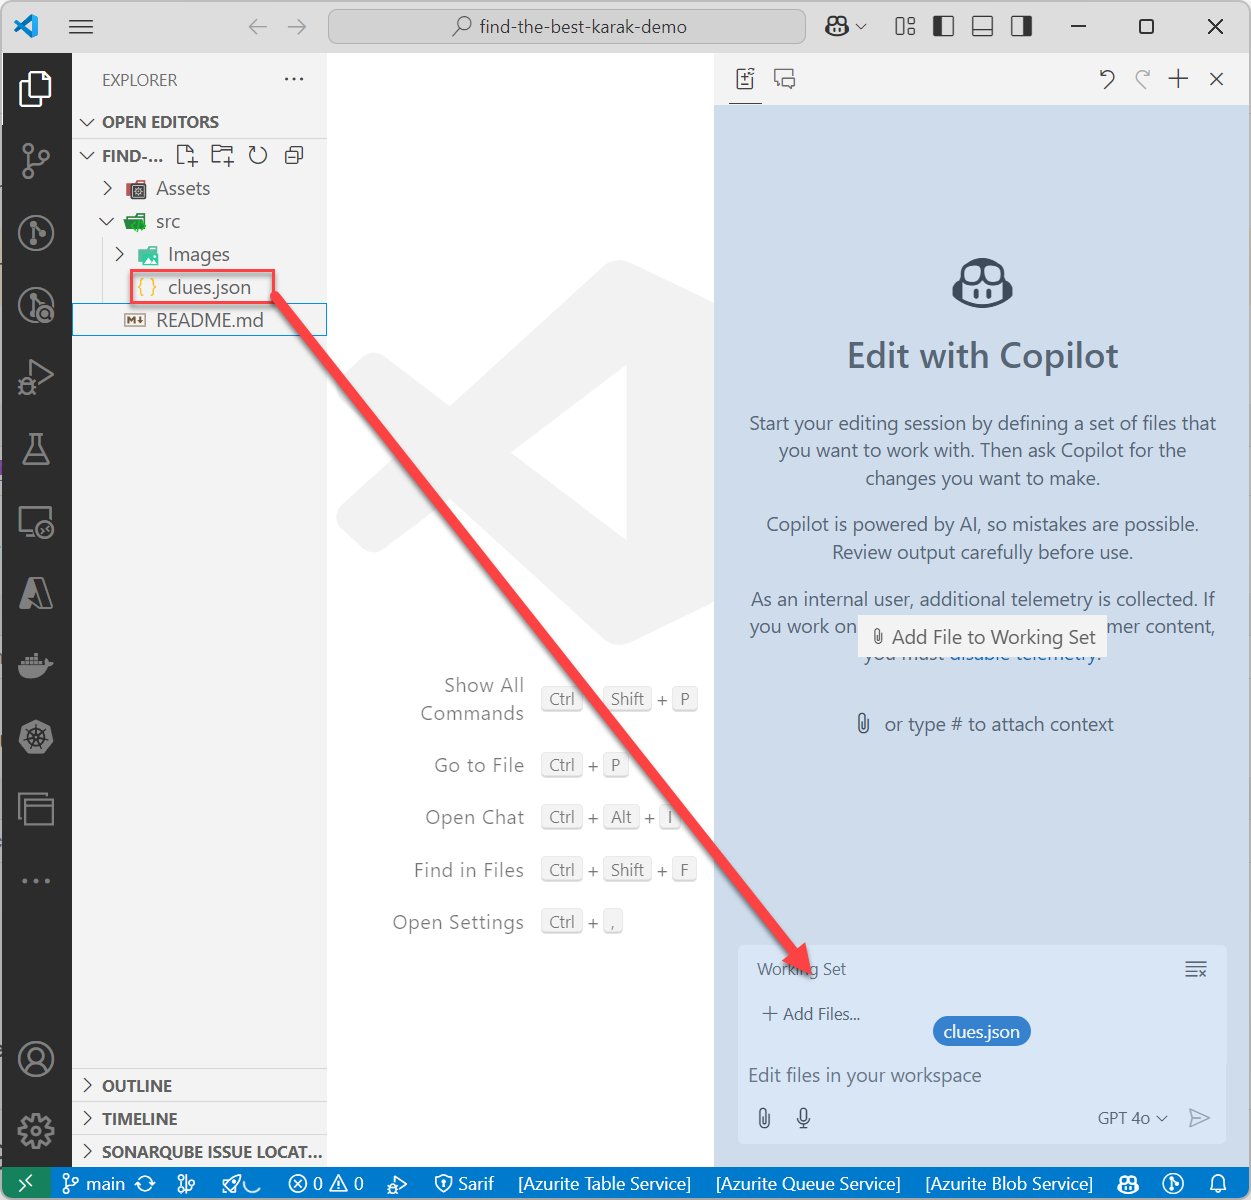 find-the-best-karak-demo
EXPLORER
OPEN EDITORS
FIND-...
Assets
src
Images
clues.json
README.md
OUTLINE
TIMELINE
SONARQUBE ISSUE LOCAT...
Show All
Commands
Ctrl
Shift + P
Go to File Ctrl + P
Open Chat Ctrl + Alt + I
Find in Files Ctrl + Shift + F
Open Settings Ctrl + ,
Edit with Copilot
Start your editing session by defining a set of files that
you want to work with. Then ask Copilot for the
changes you want to make.
Copilot is powered by AI, so mistakes are possible.
Review output carefully before use.
As an internal user, additional telemetry is collected. If
you work on
mer content,
Add File to Working Set
you must disable telemetry.
or type # to attach context
Working Set
+ Add Files...
clues.json
Edit files in your workspace
GPT 4o
main 0 0 Sarif [Azurite Table Service] [Azurite Queue Service] [Azurite Blob Service]